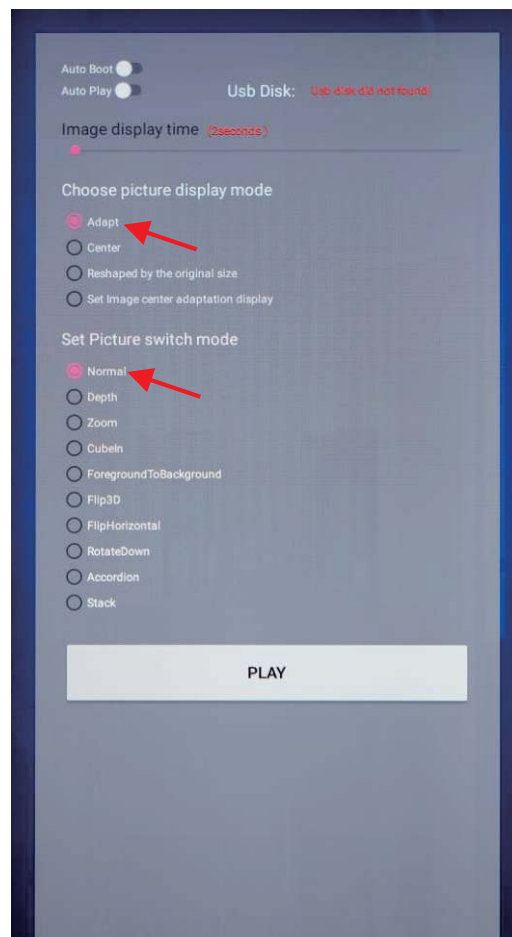 Auto Boot
Auto Play
Usb Disk: Usb disk did not found!
Image display time (2seconds)
Choose picture display mode
Adapt
Center
Reshaped by the original size
Set Image center adaptation display
Set Picture switch mode
Normal
Depth
Zoom
CubeIn
ForegroundToBackground
Flip3D
FlipHorizontal
RotateDown
Accordion
Stack
PLAY